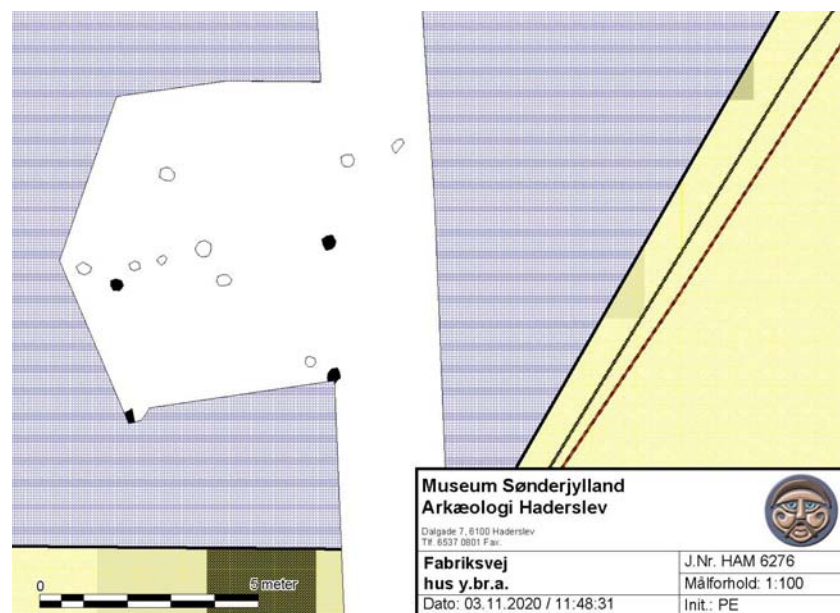 0
5 meter
Museum Sønderjylland
Arkæologi Haderslev
Dalgade 7, 6100 Haderslev
Tlf. 6537 0801 Fax:
Fabriksvej
hus y.br.a.
J.Nr. HAM 6276
Målforhold: 1:100
Dato: 03.11.2020 / 11:48:31
Init.: PE